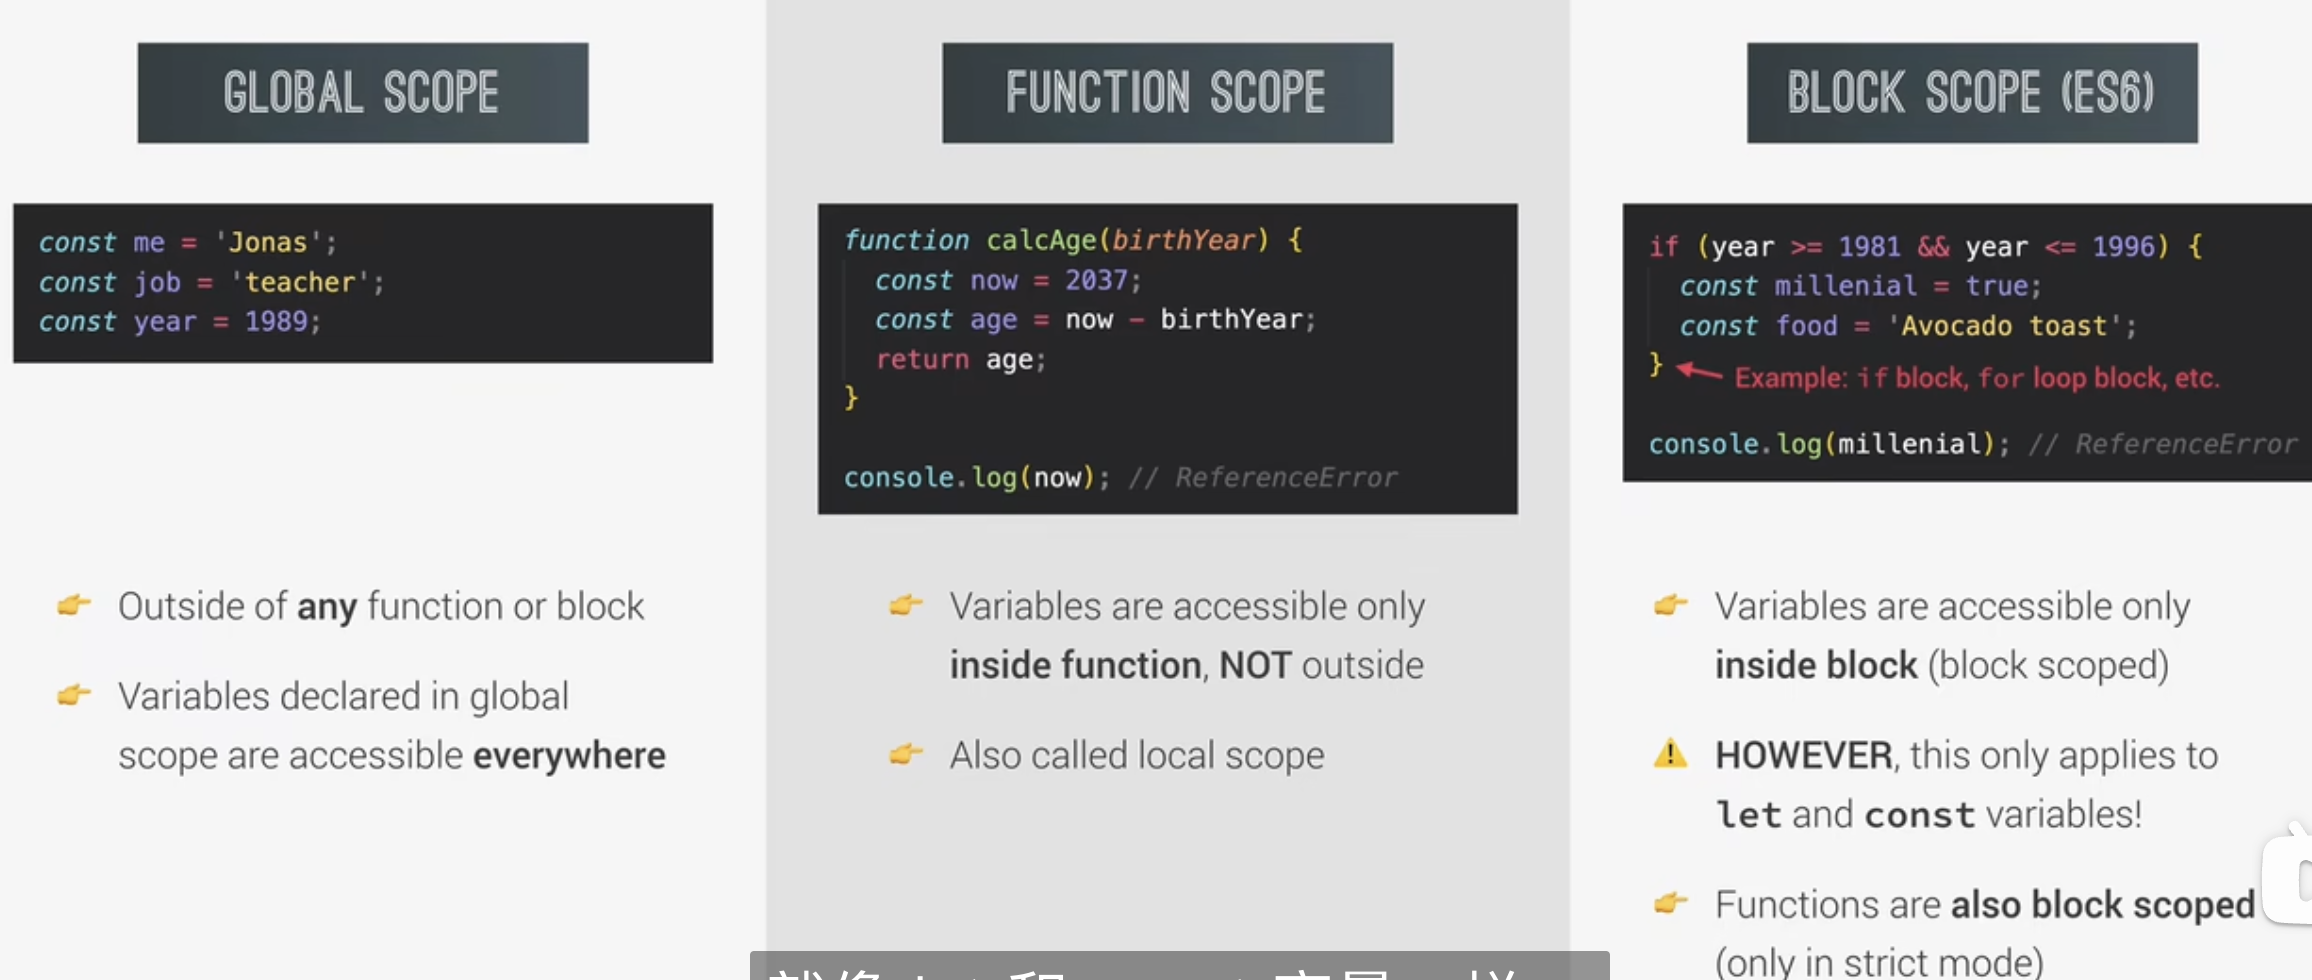 GLOBAL SCOPE
const me = 'Jonas';
const job = 'teacher';
const year = 1989;
Outside of any function or block
Variables declared in global
scope are accessible everywhere
FUNCTION SCOPE
function calcAge(birthYear) {
const now = 2037;
const age = now - birthYear;
return age;
}
console.log(now); // ReferenceError
Variables are accessible only
inside function, NOT outside
Also called local scope
BLOCK SCOPE (ES6)
if (year >= 1981 && year <= 1996) {
const millenial = true;
const food = 'Avocado toast';
} Example: if block, for loop block, etc.
console.log(millenial); // ReferenceError
Variables are accessible only
inside block (block scoped)
HOWEVER, this only applies to
let and const variables!
Functions are also block scoped
(only in strict mode)